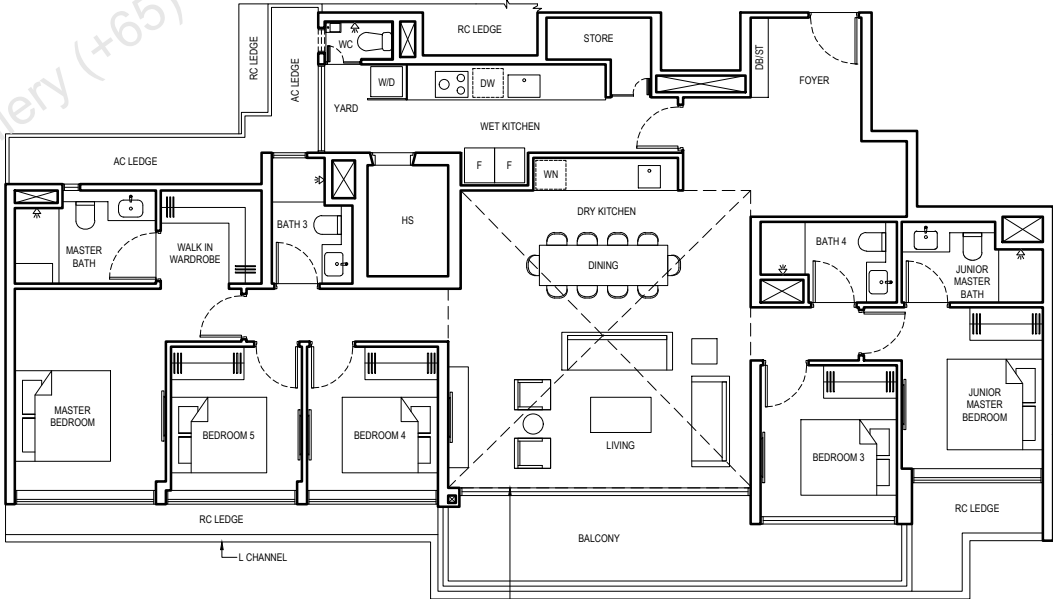 ery (+65)
RC LEDGE
AC LEDGE
WC
RC LEDGE
STORE
DB/ST
FOYER
W/D
DW
YARD
WET KITCHEN
AC LEDGE
F
F
WN
HS
DRY KITCHEN
MASTER
BATH
WALK IN
WARDROBE
BATH 3
DINING
BATH 4
JUNIOR
MASTER
BATH
MASTER
BEDROOM
BEDROOM 5
BEDROOM 4
LIVING
BEDROOM 3
JUNIOR
MASTER
BEDROOM
RC LEDGE
BALCONY
RC LEDGE
L CHANNEL